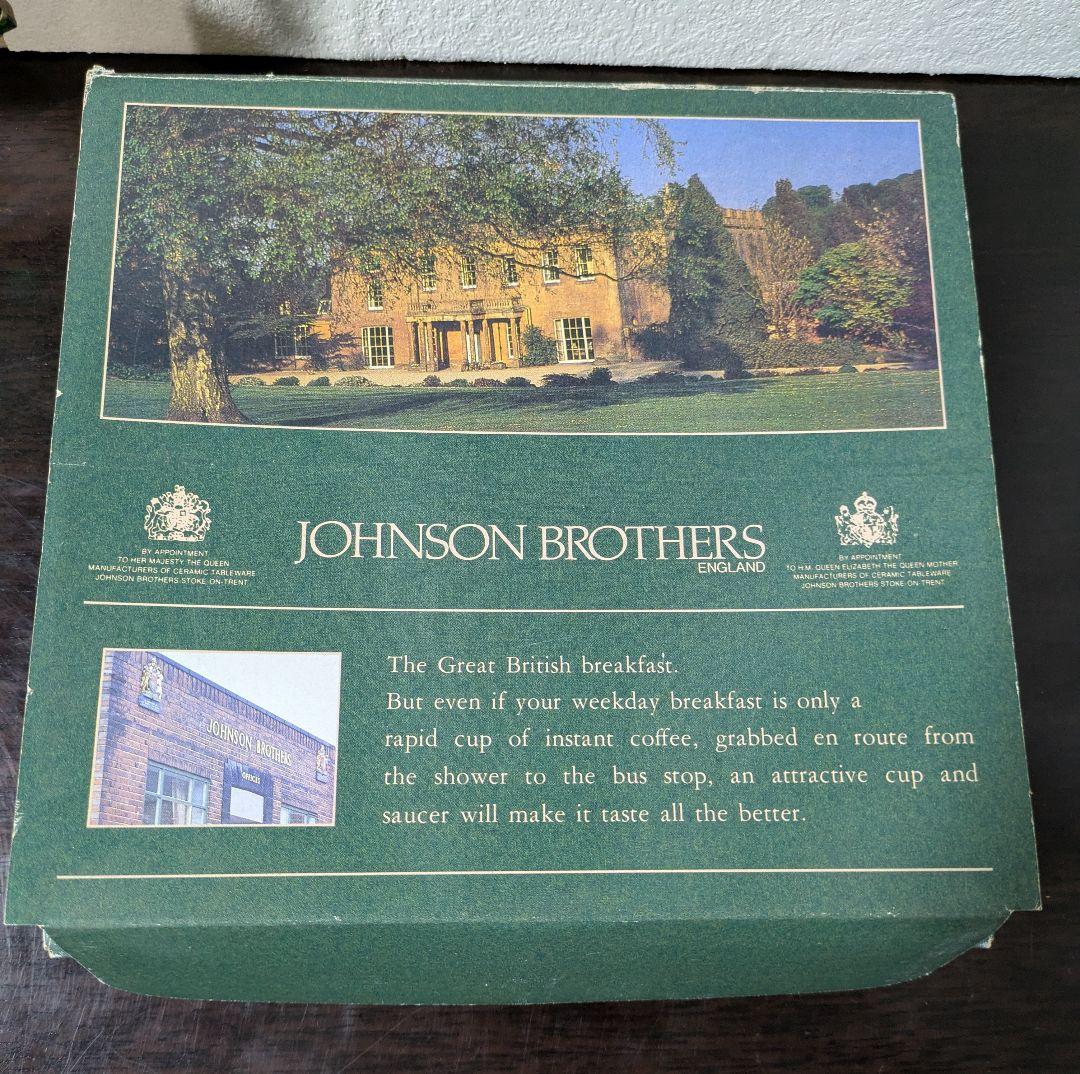 BY APPOINTMENT
TO HER MAJESTY THE QUEEN
MANUFACTURERS OF CERAMIC TABLEWARE
JOHNSON BROTHERS STOKE-ON-TRENT
JOHNSON BROTHERS
ENGLAND
BY APPOINTMENT
TO H.M. QUEEN ELIZABETH THE QUEEN MOTHER
MANUFACTURERS OF CERAMIC TABLEWARE
JOHNSON BROTHERS STOKE-ON-TRENT
JOHNSON BROTHERS
OFFICES
The Great British breakfast.
But even if your weekday breakfast is only a
rapid cup of instant coffee, grabbed en route from
the shower to the bus stop, an attractive cup and
saucer will make it taste all the better.